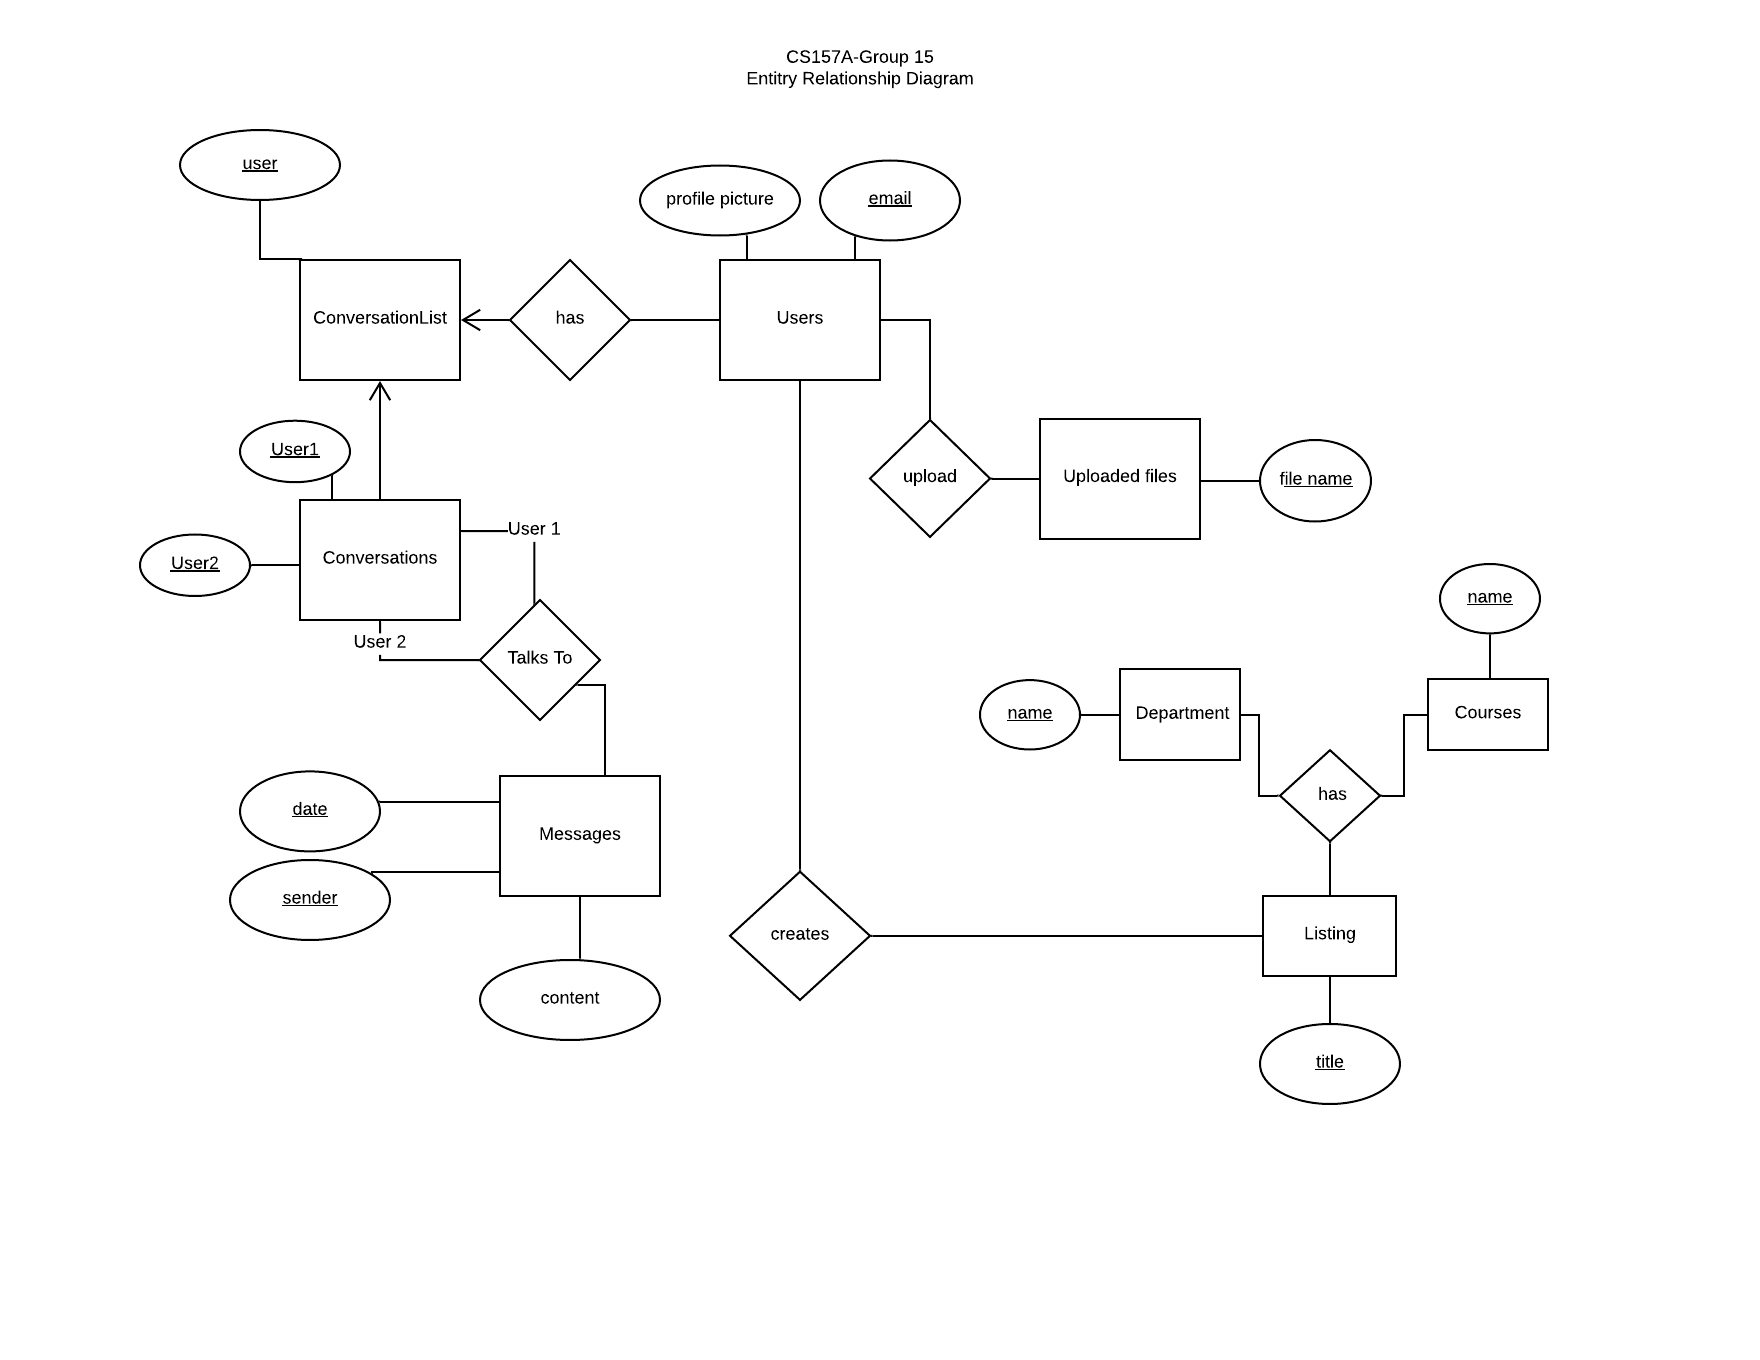 CS157A-Group 15
Entitry Relationship Diagram
user
profile picture
email
ConversationList
has
Users
User1
upload
Uploaded files
file name
User 1
User2
Conversations
name
User 2
Talks To
name
Department
Courses
has
date
Messages
sender
creates
Listing
content
title